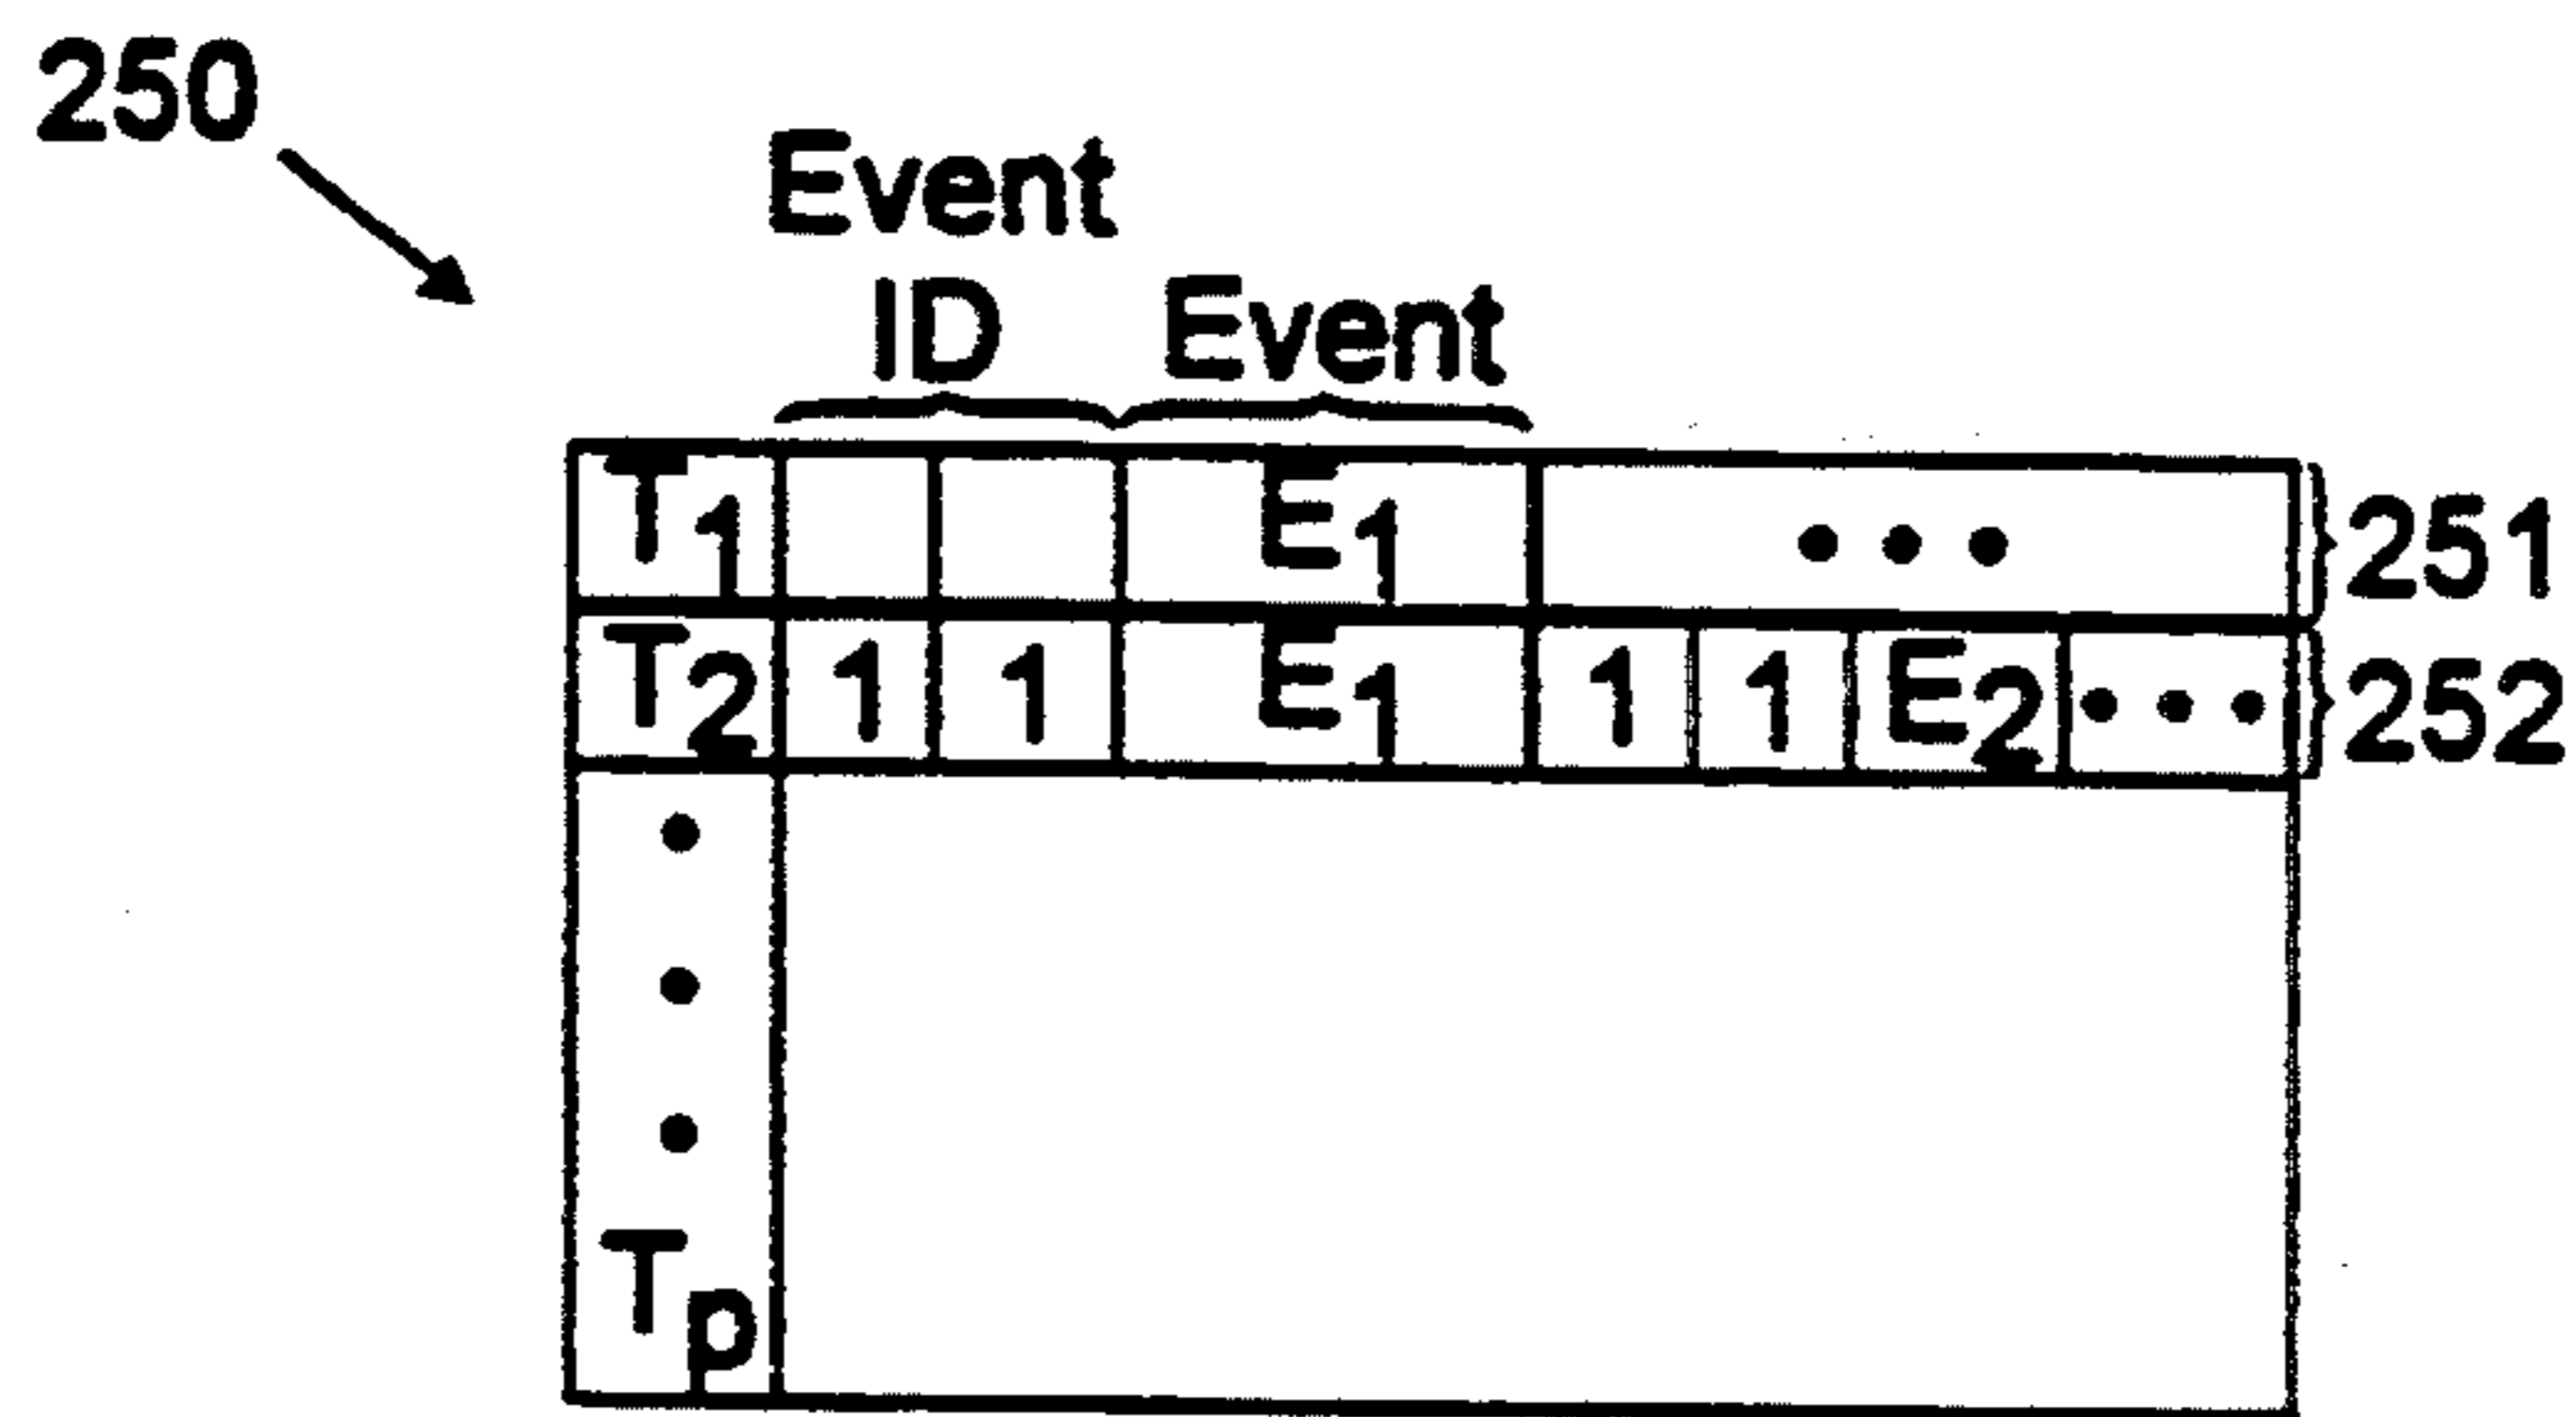 250
Event
ID Event
T1 E1 • • • 251
T2 1 1 E1 1 1 E2 • • • 252
•
•
•
Tp